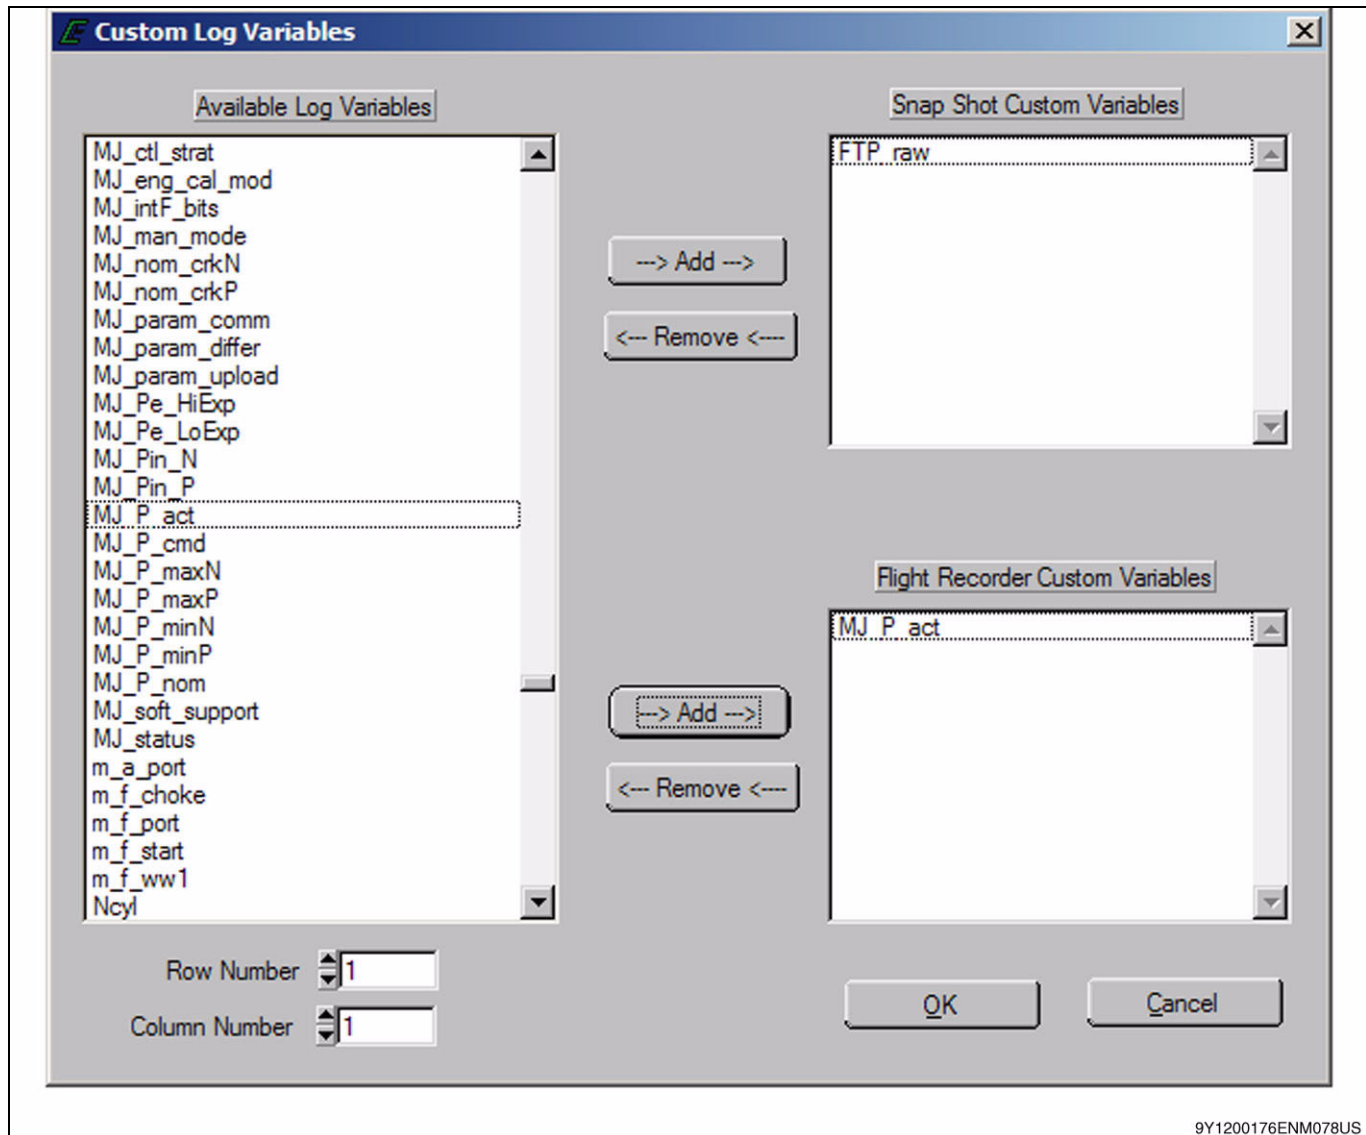 Custom Log Variables
Available Log Variables
MJ_ctl_strat
MJ_eng_cal_mod
MJ_intF_bits
MJ_man_mode
MJ_nom_crkN
MJ_nom_crkP
MJ_param_comm
MJ_param_differ
MJ_param_upload
MJ_Pe_HiExp
MJ_Pe_LoExp
MJ_Pin_N
MJ_Pin_P
MJ_P_act
MJ_P_cmd
MJ_P_maxN
MJ_P_maxP
MJ_P_minN
MJ_P_minP
MJ_P_nom
MJ_soft_support
MJ_status
m_a_port
m_f_choke
m_f_port
m_f_start
m_f_ww1
Ncyl
Row Number 1
Column Number 1
---> Add --->
<--- Remove <----
Snap Shot Custom Variables
FTP_raw
---> Add --->
<--- Remove <----
Flight Recorder Custom Variables
MJ_P_act
OK
Cancel
9Y1200176ENM078US